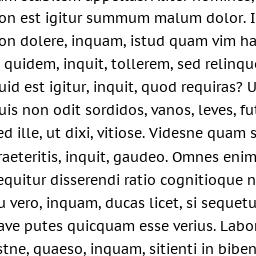 on est igitur summum malum dolor. I
on dolere, inquam, istud quam vim ha
quidem, inquit, tollerem, sed relinqu
uid est igitur, inquit, quod requiras? U
uis non odit sordidos, vanos, leves, fut
ed ille, ut dixi, vitiose. Videsne quam s
raeteritis, inquit, gaudeo. Omnes enim
equitur disserendi ratio cognitioque n
u vero, inquam, ducas licet, si sequetu
ave putes quicquam esse verius. Labor
stne, quaeso, inquam, sitienti in biben